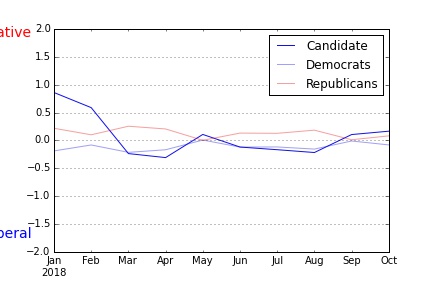 ative
2.0
1.5
1.0
0.5
0.0
−0.5
−1.0
−1.5
−2.0
peral
Candidate
Democrats
Republicans
Jan Feb Mar Apr May Jun Jul Aug Sep Oct
2018